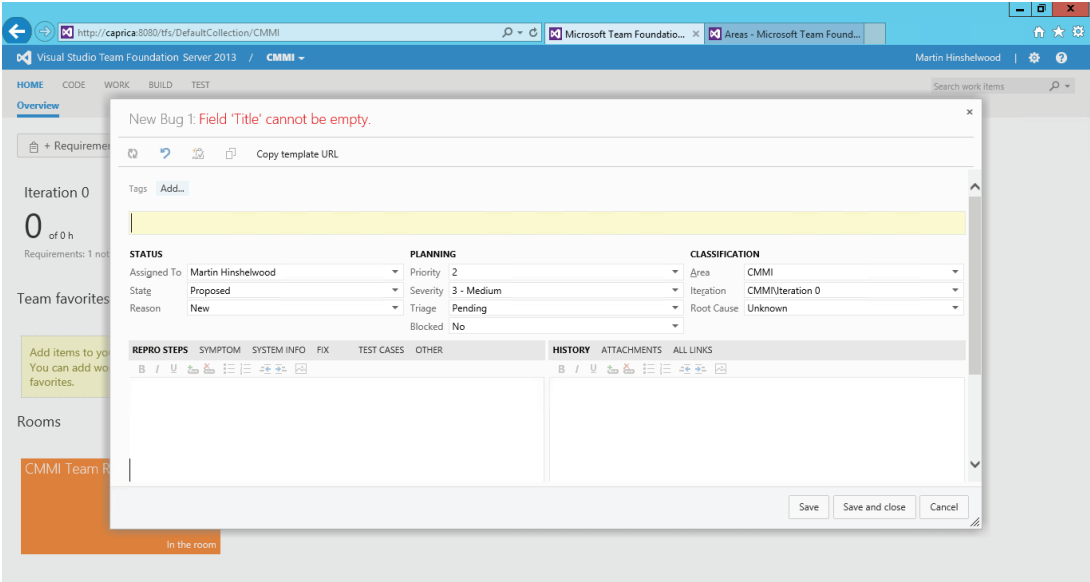 http://caprica:8080/tfs/DefaultCollection/CMMI
Microsoft Team Foundatio...
Areas - Microsoft Team Found...
Visual Studio Team Foundation Server 2013 / CMMI
Martin Hinshelwood
HOME CODE WORK BUILD TEST
Search work items
Overview
New Bug 1: Field 'Title' cannot be empty.
+ Requiremen
Copy template URL
Tags Add...
Iteration 0
0 of 0 h
Requirements: 1 not
STATUS PLANNING CLASSIFICATION
Assigned To Martin Hinshelwood Priority 2 Area CMMI
State Proposed Severity 3 - Medium Iteration CMMI\Iteration 0
Reason New Triage Pending Root Cause Unknown
Blocked No
Team favorites
REPRO STEPS SYMPTOM SYSTEM INFO FIX TEST CASES OTHER
HISTORY ATTACHMENTS ALL LINKS
B I U
B I U
Add items to yo
You can add wo
favorites.
Rooms
CMMI Team R
In the room
Save Save and close Cancel